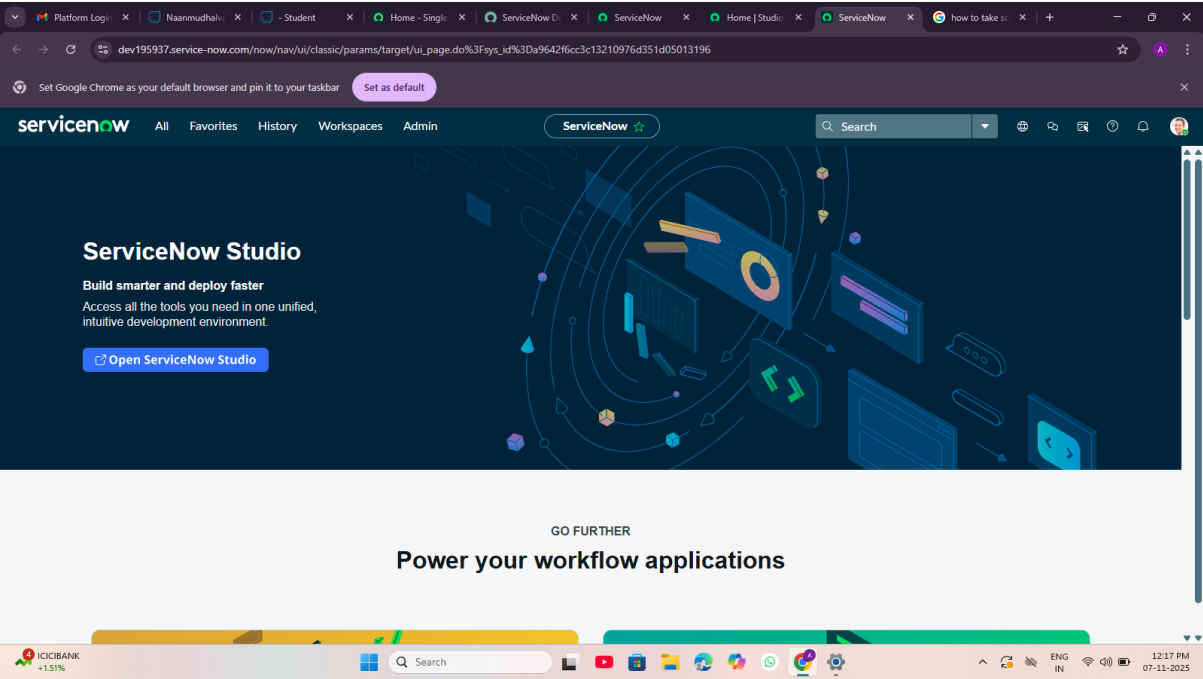 Platform Login
Naanmudhalva
- Student
Home - Single
ServiceNow De
ServiceNow
Home | Studio
ServiceNow
how to take sc
dev195937.service-now.com/now/nav/ui/classic/params/target/ui_page.do%3Fsys_id%3Da9642f6cc3c13210976d351d05013196
A
Set Google Chrome as your default browser and pin it to your taskbar
Set as default
servicenow
All
Favorites
History
Workspaces
Admin
ServiceNow
Search
ServiceNow Studio
Build smarter and deploy faster
Access all the tools you need in one unified,
intuitive development environment.
Open ServiceNow Studio
GO FURTHER
Power your workflow applications
4
ICICIBANK
+1.51%
Search
A
ENG
IN
12:17 PM
07-11-2025